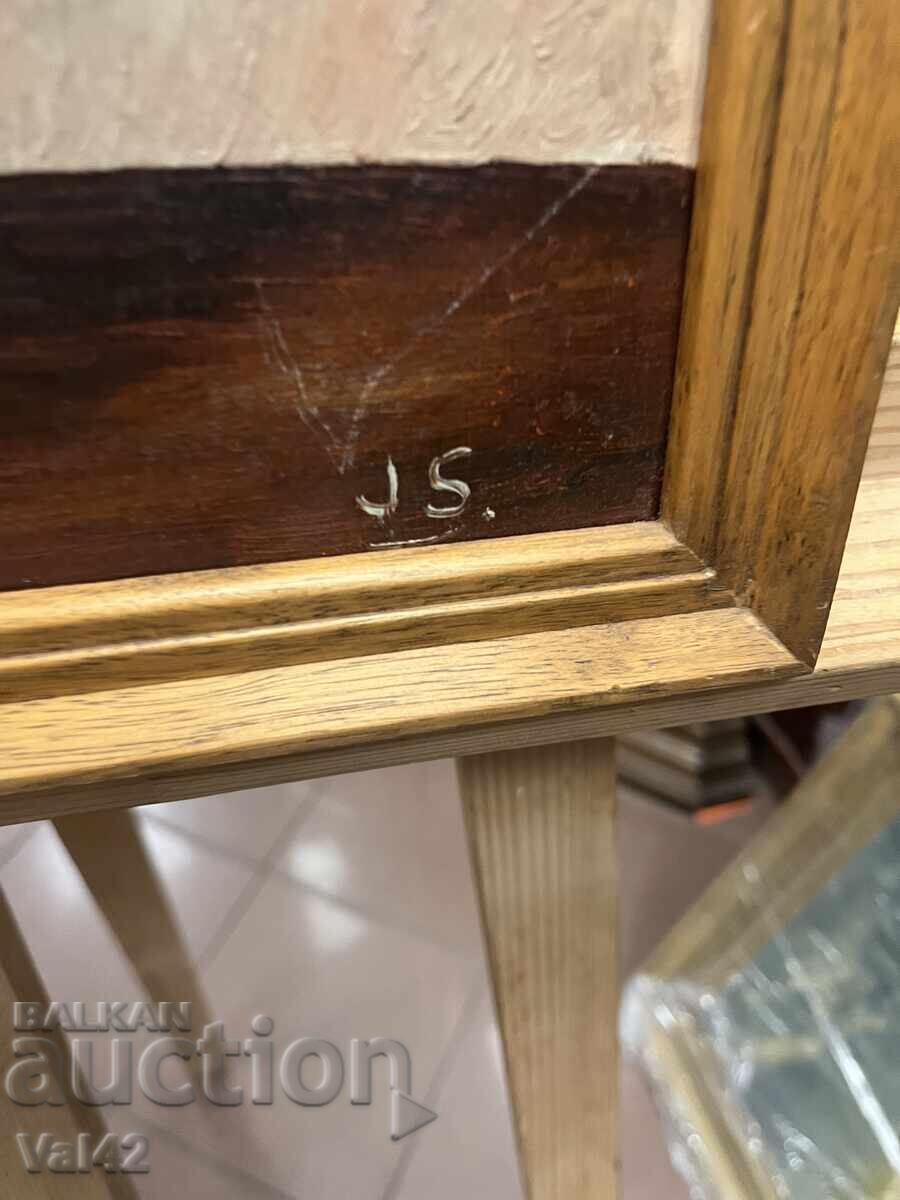 JS.
BALKAN
auction
Val42